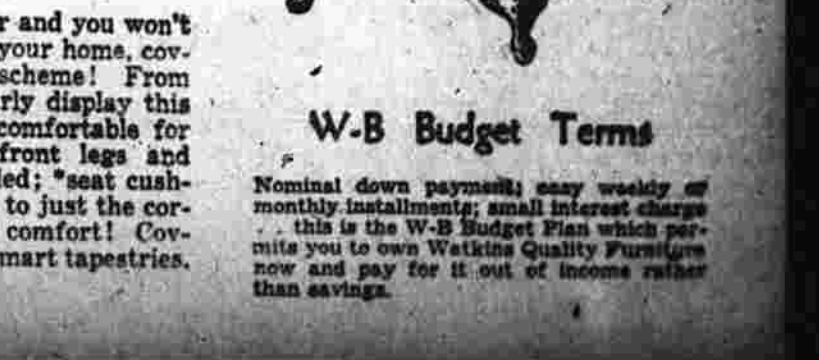 r and you won't
your home, cov-
scheme! From
rly display this
comfortable for
front legs and
led; *seat cush-
to just the cor-
comfort! Cov-
mart tapestries.
W-B Budget Terms
Nominal down payment; easy weekly or
monthly installments; small interest charge
. . this is the W-B Budget Plan which per-
mits you to own Watkins Quality Furniture
now and pay for it out of income rather
than savings.